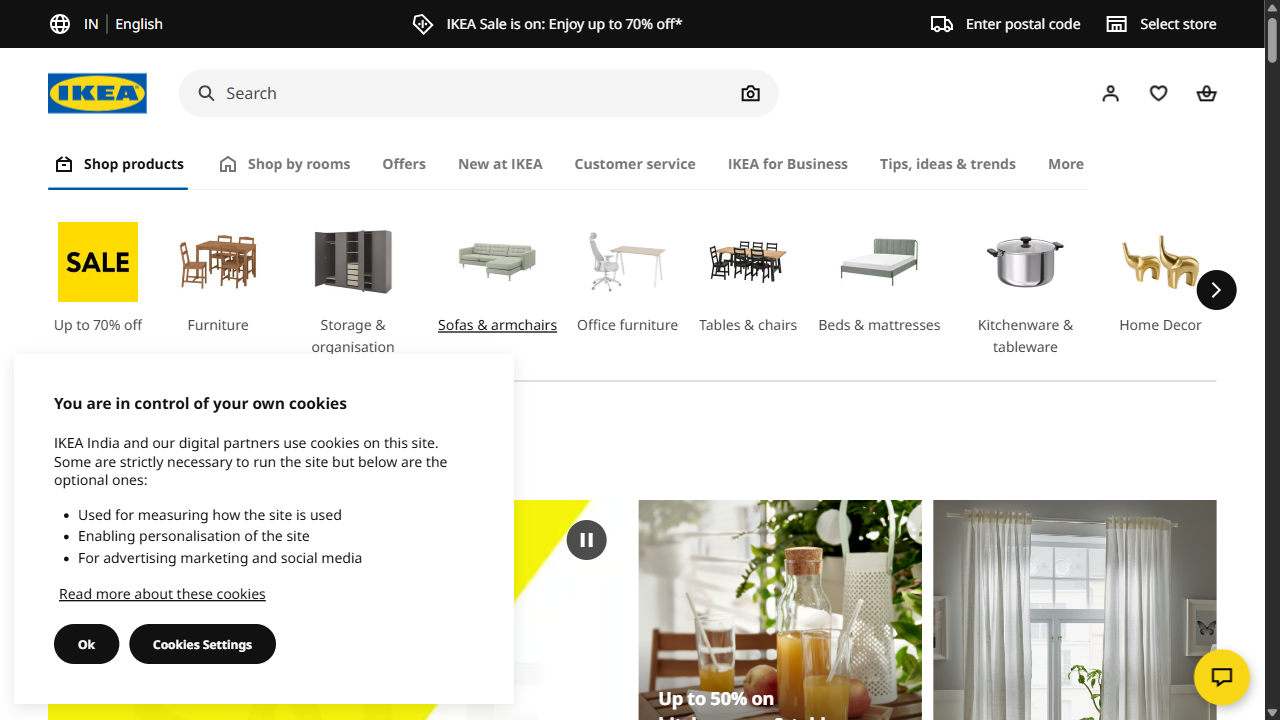 IN
English
IKEA Sale is on: Enjoy up to 70% off*
Enter postal code
Select store
IKEA
Search
Shop products
Shop by rooms
Offers
New at IKEA
Customer service
IKEA for Business
Tips, ideas & trends
More
SALE
Up to 70% off
Furniture
Storage &
organisation
Sofas & armchairs
Office furniture
Tables & chairs
Beds & mattresses
Kitchenware &
tableware
Home Decor
You are in control of your own cookies
IKEA India and our digital partners use cookies on this site.
Some are strictly necessary to run the site but below are the
optional ones:
Used for measuring how the site is used
Enabling personalisation of the site
For advertising marketing and social media
Read more about these cookies
Ok
Cookies Settings
Up to 50% on